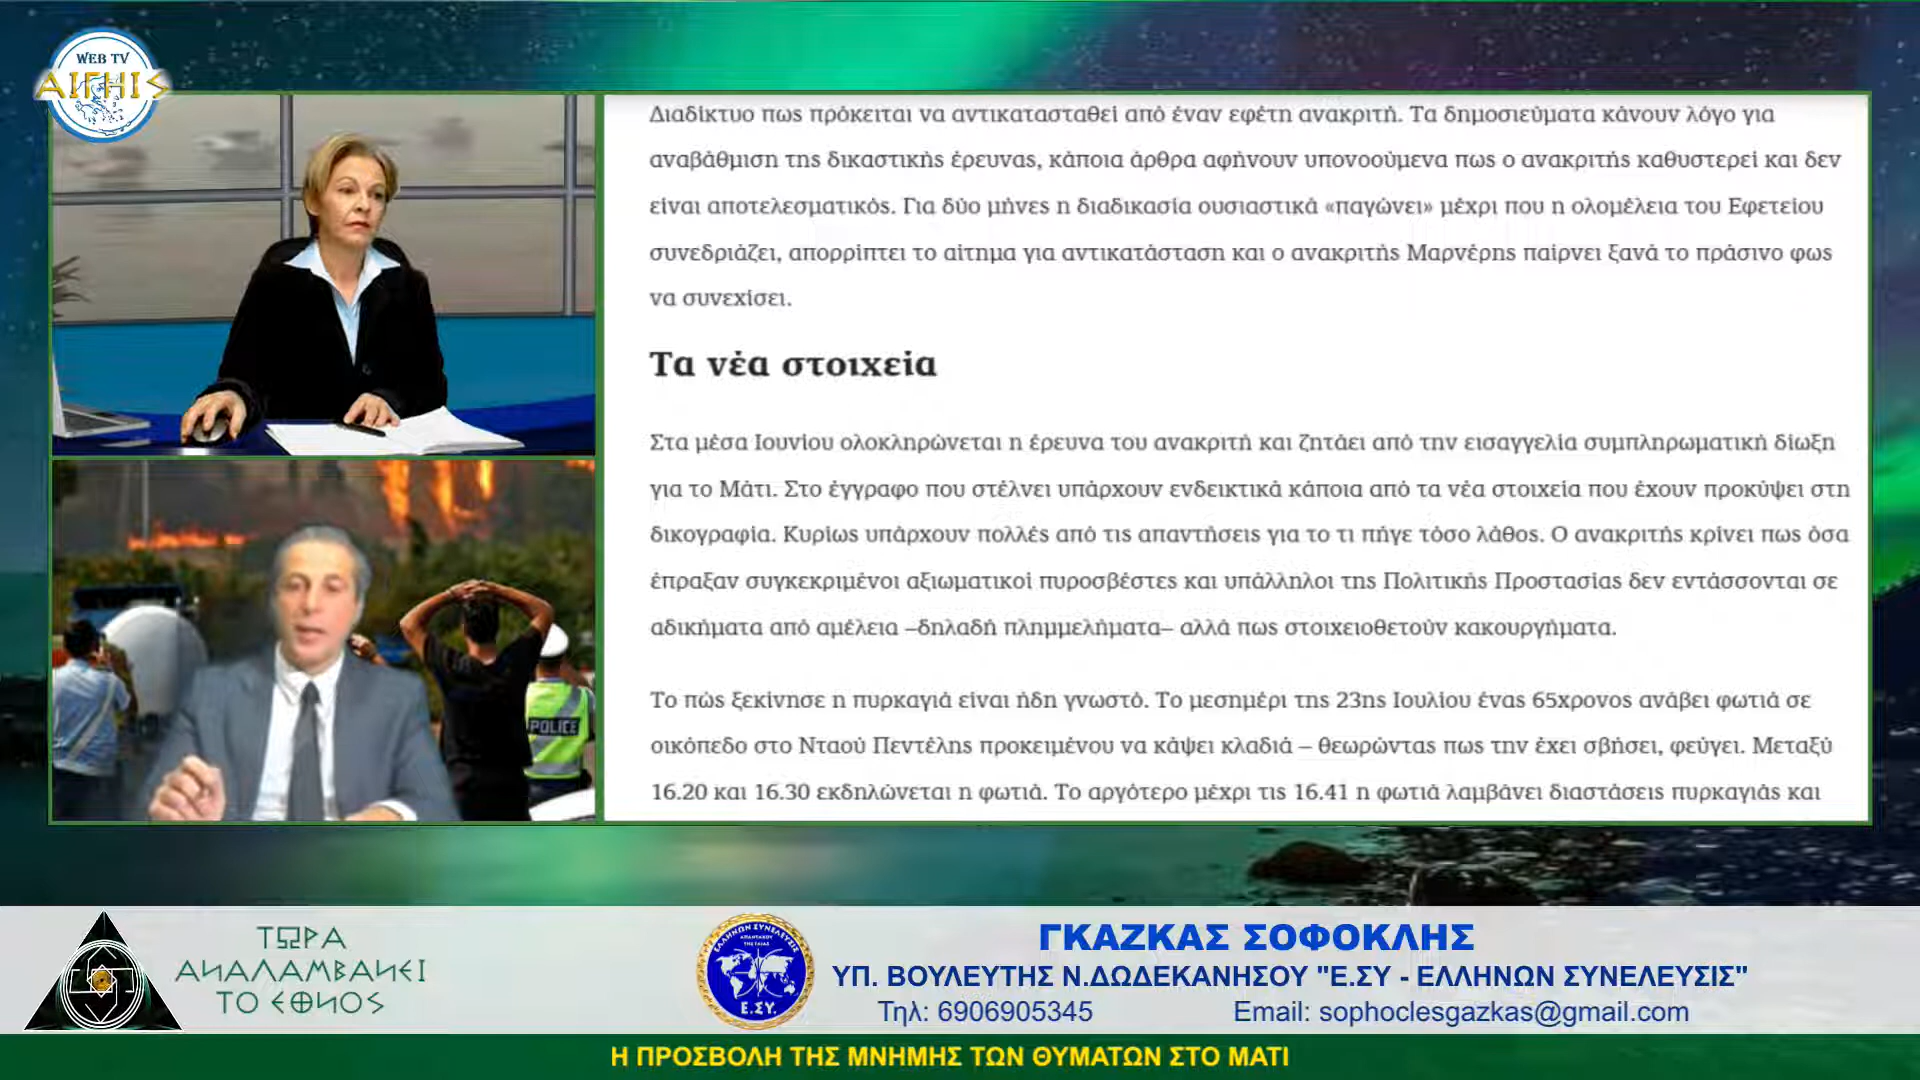 WEB TV
ΑΙΓΗΙΣ
Διαδίκτυο πως πρόκειται να αντικατασταθεί από έναν εφέτη ανακριτή. Τα δημοσιεύματα κάνουν λόγο για
αναβάθμιση της δικαστικής έρευνας, κάποια άρθρα αφήνουν υπονοούμενα πως ο ανακριτής καθυστερεί και δεν
είναι αποτελεσματικός. Για δύο μήνες η διαδικασία ουσιαστικά «παγώνει» μέχρι που η ολομέλεια του Εφετείου
συνεδριάζει, απορρίπτει το αίτημα για αντικατάσταση και ο ανακριτής Μαρνέρης παίρνει ξανά το πράσινο φως
να συνεχίσει.
Τα νέα στοιχεία
Στα μέσα Ιουνίου ολοκληρώνεται η έρευνα του ανακριτή και ζητάει από την εισαγγελία συμπληρωματική δίωξη
για το Μάτι. Στο έγγραφο που στέλνει υπάρχουν ενδεικτικά κάποια από τα νέα στοιχεία που έχουν προκύψει στη
δικογραφία. Κυρίως υπάρχουν πολλές από τις απαντήσεις για το τι πήγε τόσο λάθος. Ο ανακριτής κρίνει πως όσα
έπραξαν συγκεκριμένοι αξιωματικοί πυροσβέστες και υπάλληλοι της Πολιτικής Προστασίας δεν εντάσσονται σε
αδικήματα από αμέλεια –δηλαδή πλημμελήματα– αλλά πως στοιχειοθετούν κακουργήματα.
Το πώς ξεκίνησε η πυρκαγιά είναι ήδη γνωστό. Το μεσημέρι της 23ης Ιουλίου ένας 65χρονος ανάβει φωτιά σε
οικόπεδο στο Νταού Πεντέλης προκειμένου να κάψει κλαδιά – θεωρώντας πως την έχει σβήσει, φεύγει. Μεταξύ
16.20 και 16.30 εκδηλώνεται η φωτιά. Το αργότερο μέχρι τις 16.41 η φωτιά λαμβάνει διαστάσεις πυρκαγιάς και
POLICE
ΤΩΡΑ
ΑΝΑΛΑΜΒΑΝΕΙ
ΤΟ ΕΘΝΟΣ
ΕΛΛΗΝΩΝ ΣΥΝΕΛΕΥΣΙΣ
ΑΠΑΝΤΑΧΟΥ
ΤΗΣ ΓΑΙΑΣ
Ε.ΣΥ.
ΓΚΑΖΚΑΣ ΣΟΦΟΚΛΗΣ
ΥΠ. ΒΟΥΛΕΥΤΗΣ Ν.ΔΩΔΕΚΑΝΗΣΟΥ "Ε.ΣΥ - ΕΛΛΗΝΩΝ ΣΥΝΕΛΕΥΣΙΣ"
Τηλ: 6906905345 Email: sophoclesgazkas@gmail.com
Η ΠΡΟΣΒΟΛΗ ΤΗΣ ΜΝΗΜΗΣ ΤΩΝ ΘΥΜΑΤΩΝ ΣΤΟ ΜΑΤΙ